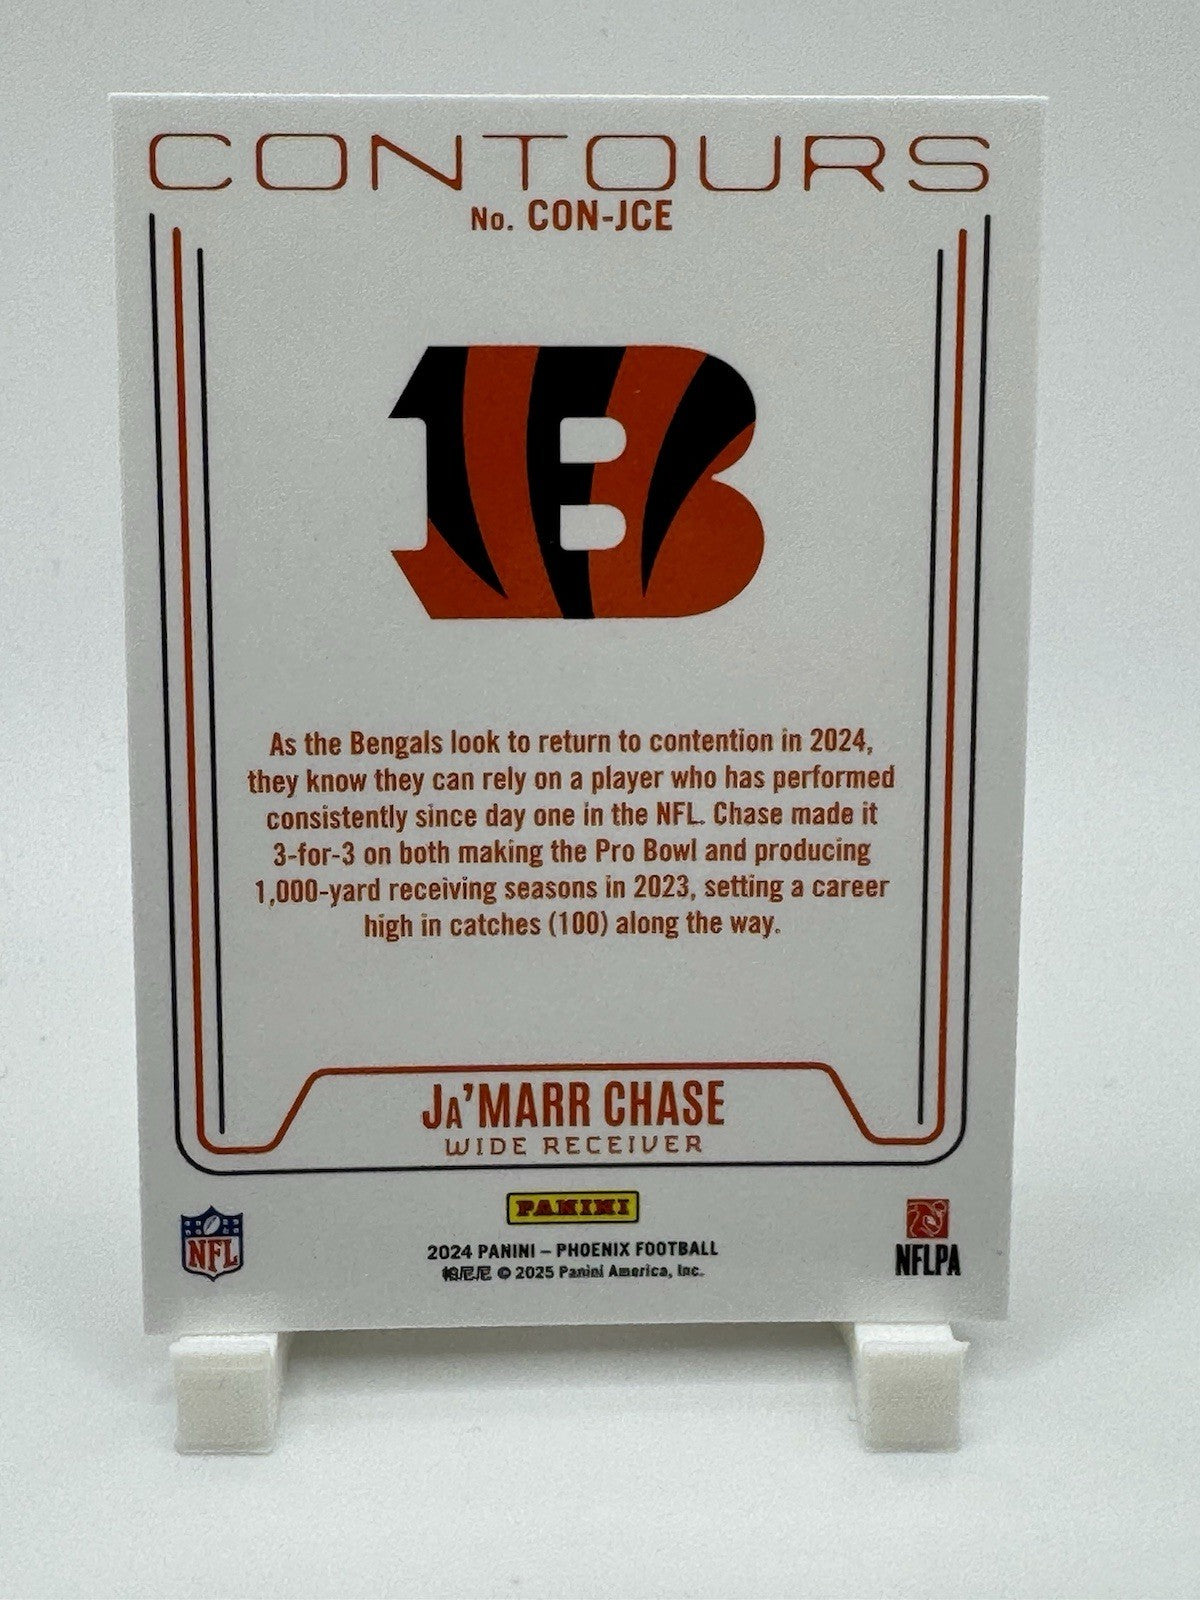 CONTOURS
No. CON-JCE
As the Bengals look to return to contention in 2024,
they know they can rely on a player who has performed
consistently since day one in the NFL. Chase made it
3-for-3 on both making the Pro Bowl and producing
1,000-yard receiving seasons in 2023, setting a career
high in catches (100) along the way.
JA'MARR CHASE
WIDE RECEIVER
PANINI
2024 PANINI – PHOENIX FOOTBALL
帕尼尼 © 2025 Panini America, Inc.
NFL
NFLPA